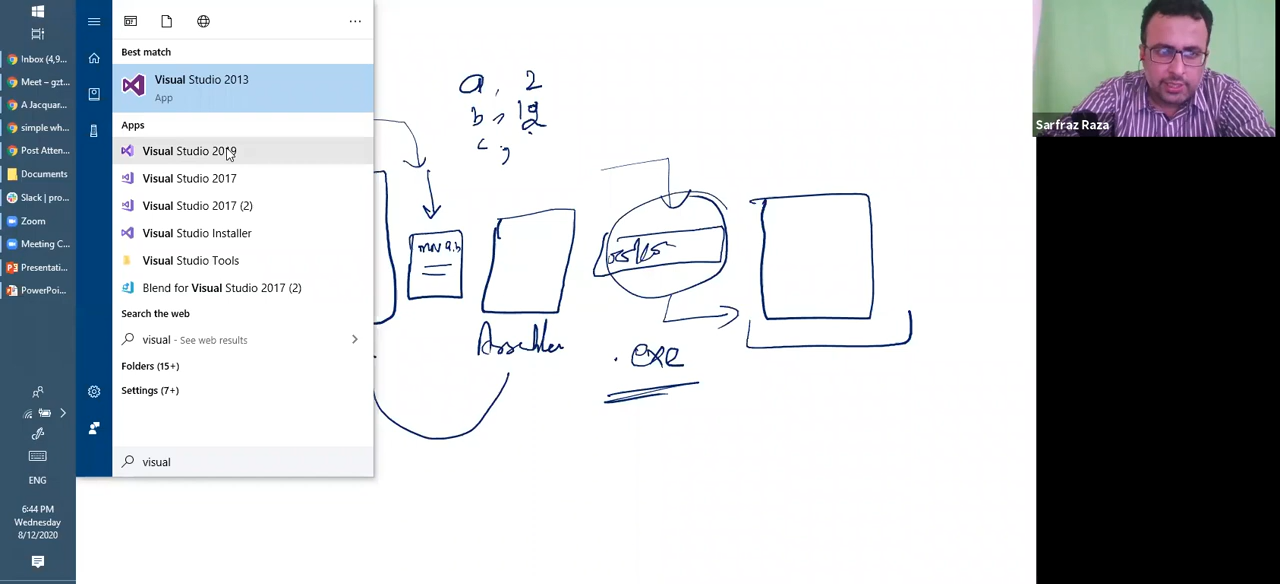 Inbox (4,9...
Meet – gzt...
A Jacquar...
simple wh...
Post Atten...
Documents
Slack | pro...
Zoom
Meeting C...
Presentati...
PowerPoi...
ENG
6:44 PM
Wednesday
8/12/2020
Best match
Visual Studio 2013
App
Apps
Visual Studio 2019
Visual Studio 2017
Visual Studio 2017 (2)
Visual Studio Installer
Visual Studio Tools
Blend for Visual Studio 2017 (2)
Search the web
visual - See web results
Folders (15+)
Settings (7+)
visual
a, 2
b,
c,
mov a,b
Assembler
.exe
Sarfraz Raza